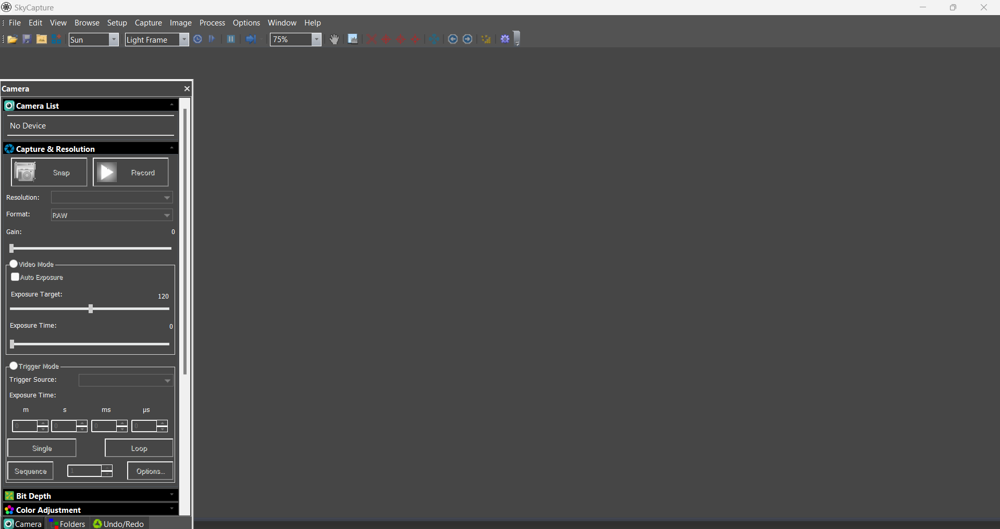 SkyCapture
File Edit View Browse Setup Capture Image Process Options Window Help
Sun Light Frame 75%
Camera
Camera List
No Device
Capture & Resolution
Snap Record
Resolution:
Format: RAW
Gain: 0
Video Mode
Auto Exposure
Exposure Target: 120
Exposure Time: 0
Trigger Mode
Trigger Source:
Exposure Time:
m s ms µs
0 0 0 0
Single Loop
Sequence 1 Options...
Bit Depth
Color Adjustment
Camera Folders Undo/Redo